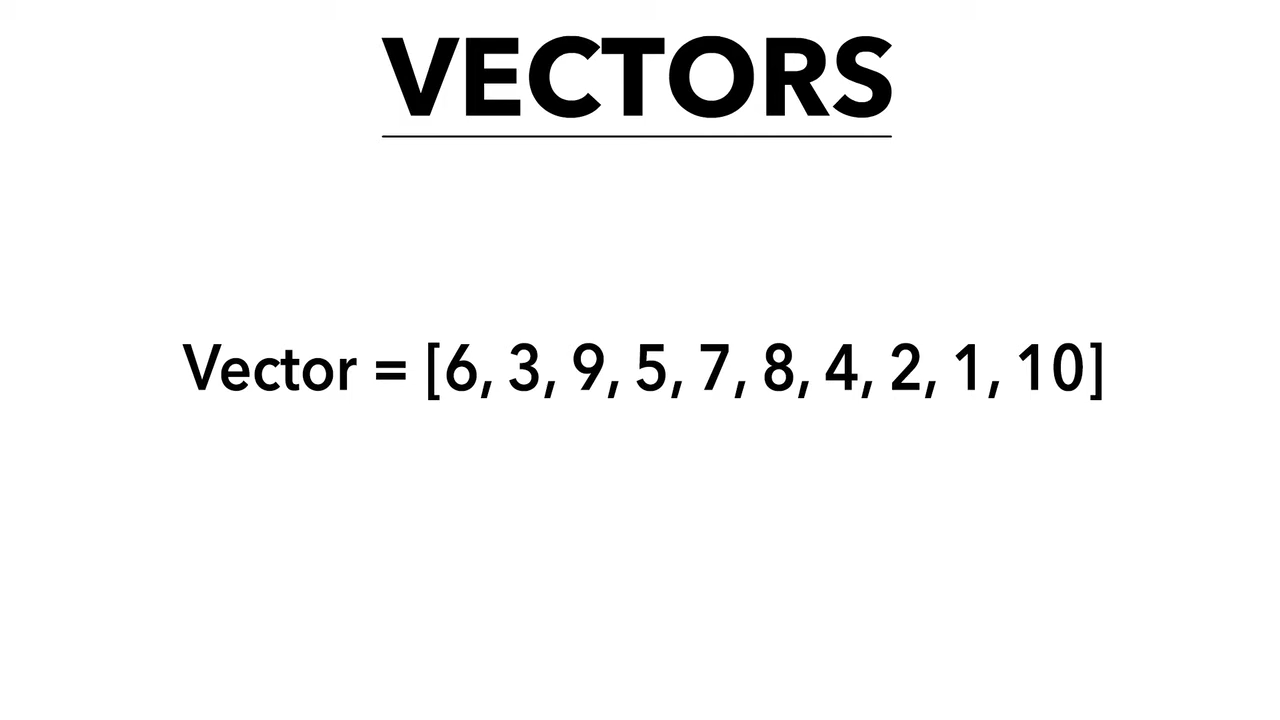 VECTORS
Vector = [6, 3, 9, 5, 7, 8, 4, 2, 1, 10]